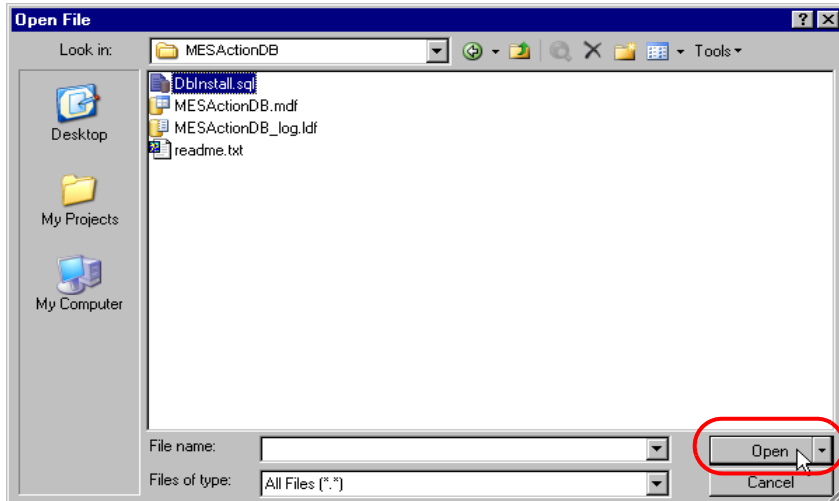 Open File
Look in: MESActionDB Tools
DbInstall.sql
MESActionDB.mdf
MESActionDB_log.ldf
readme.txt
Desktop
My Projects
My Computer
File name: Open
Files of type: All Files (*.*) Cancel